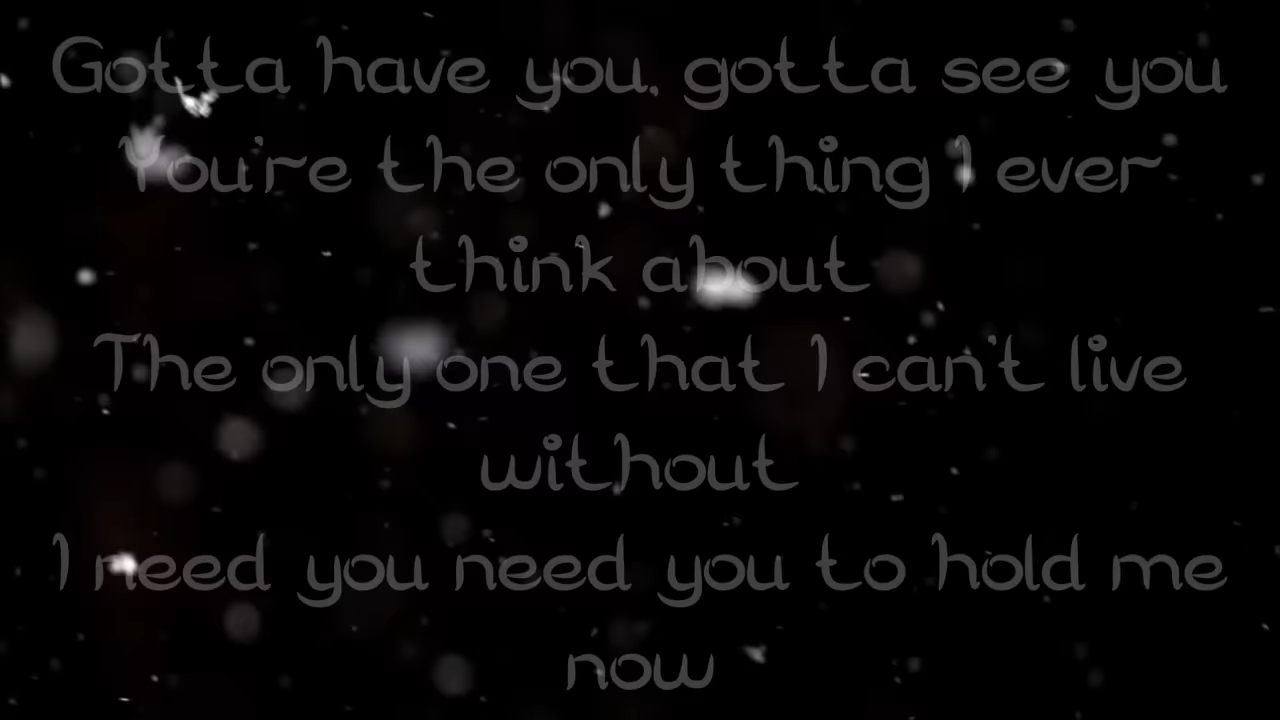 Gotta have you, gotta see you
You're the only thing I ever
think about
The only one that I can't live
without
I need you need you to hold me
now